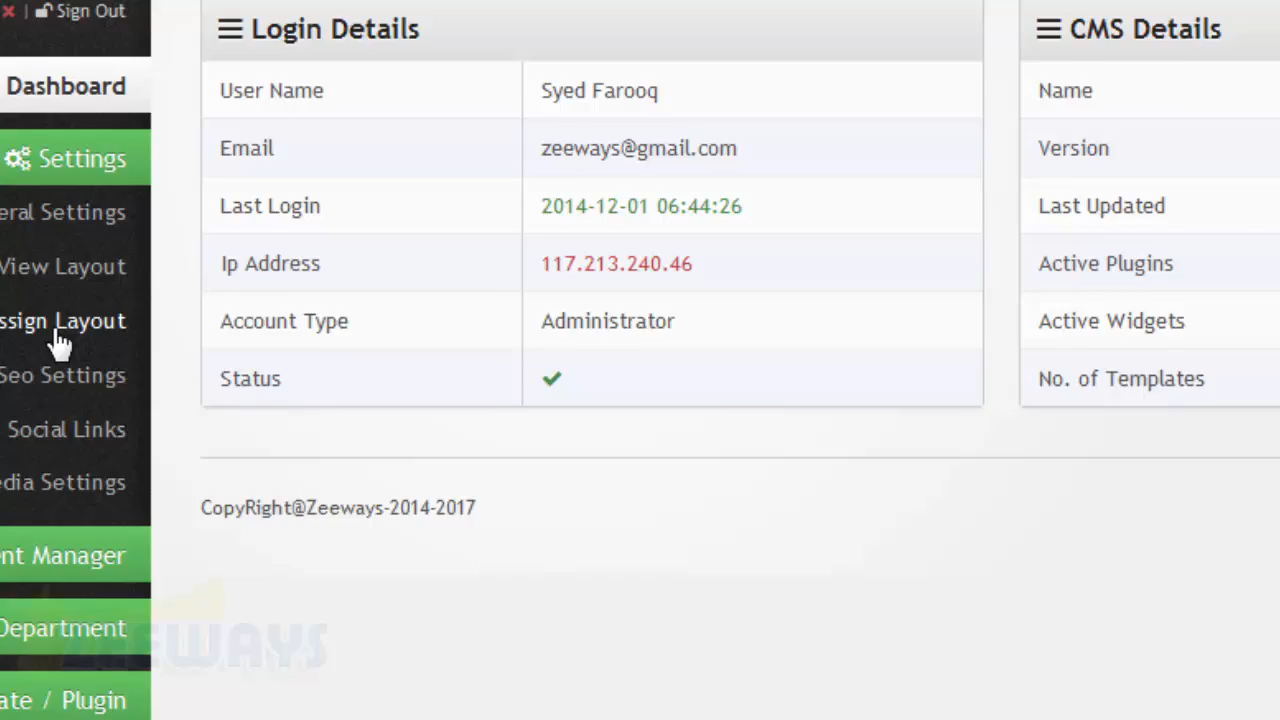 Sign Out
Dashboard
Settings
eral Settings
View Layout
ssign Layout
Seo Settings
Social Links
edia Settings
ent Manager
Department
ate / Plugin
Login Details
User Name Syed Farooq
Email zeeways@gmail.com
Last Login 2014-12-01 06:44:26
Ip Address 117.213.240.46
Account Type Administrator
Status
CMS Details
Name
Version
Last Updated
Active Plugins
Active Widgets
No. of Templates
CopyRight@Zeeways-2014-2017
ZEEWAYS